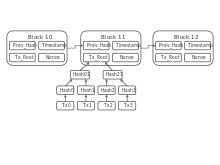 Block 10 Block 11 Block 12
Prev_Hash Timestamp Prev_Hash Timestamp Prev_Hash Timestamp
Tx_Root Nonce Tx_Root Nonce Tx_Root Nonce
Hash01 Hash23
Hash0 Hash1 Hash2 Hash3
Tx0 Tx1 Tx2 Tx3